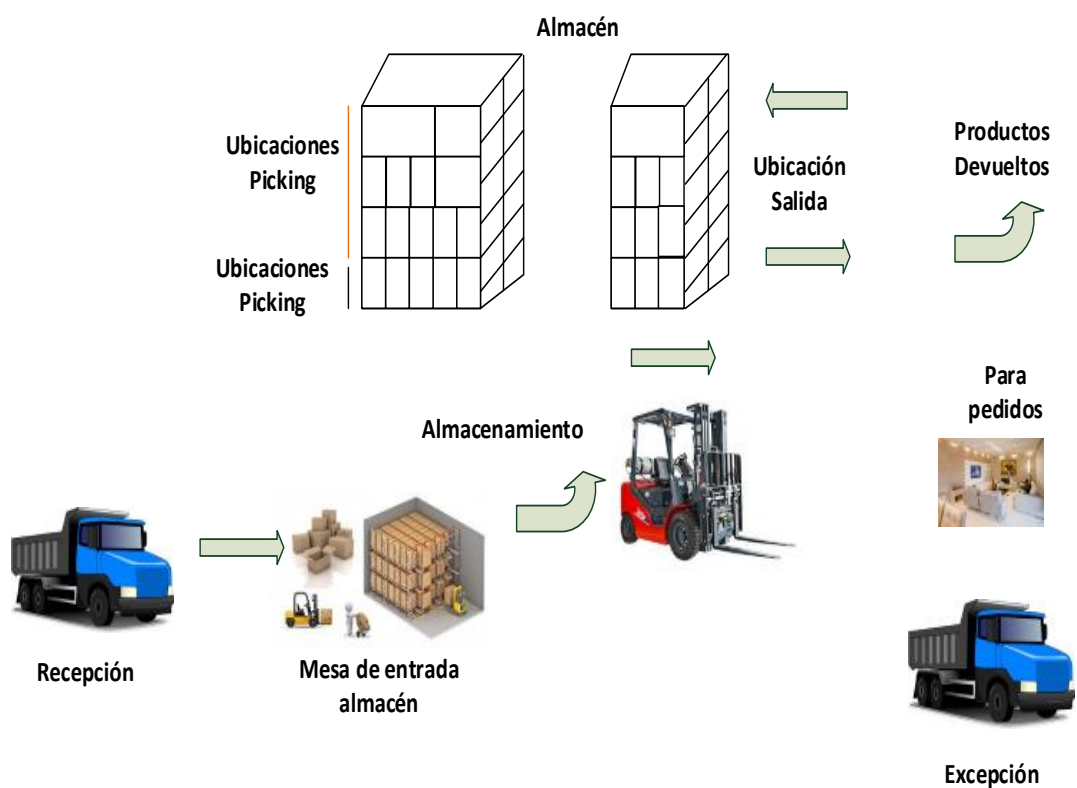 Almacén
Ubicaciones
Picking
Ubicación
Salida
Productos
Devueltos
Ubicaciones
Picking
Para
pedidos
Almacenamiento
Recepción
Mesa de entrada
almacén
Excepción